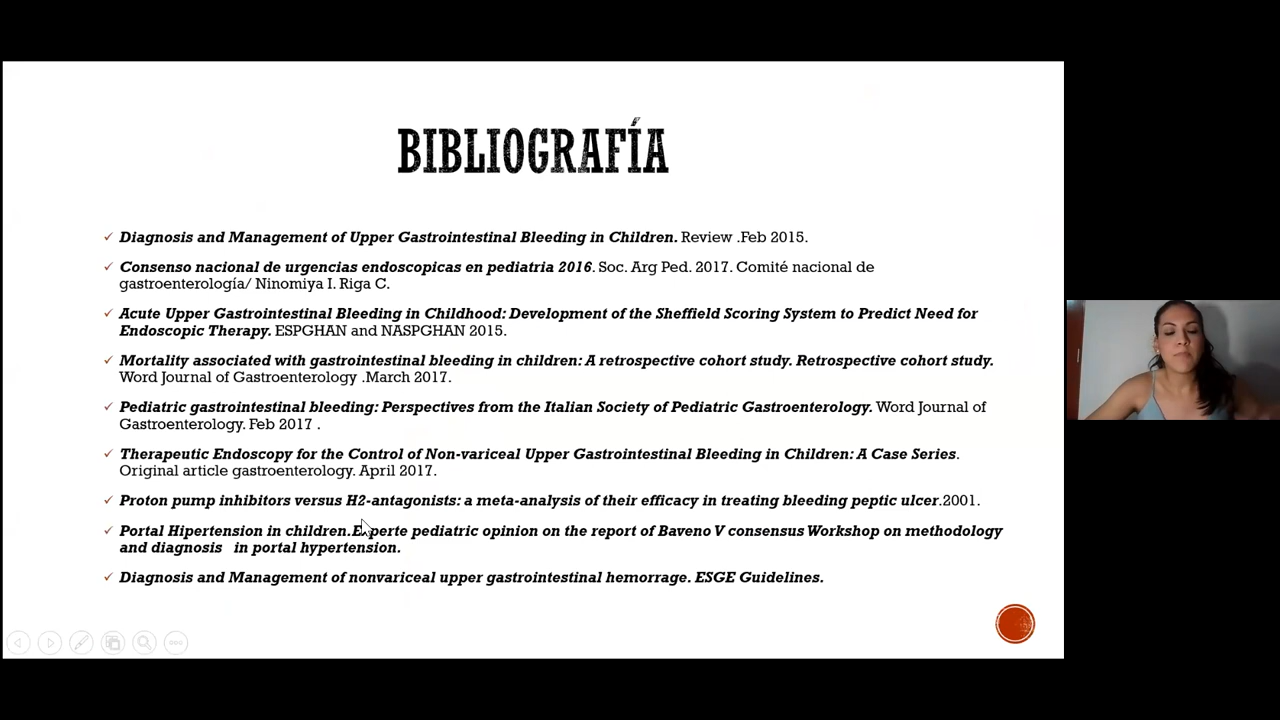 BIBLIOGRAFÍA
Diagnosis and Management of Upper Gastrointestinal Bleeding in Children. Review .Feb 2015.
Consenso nacional de urgencias endoscopicas en pediatria 2016. Soc. Arg Ped. 2017. Comité nacional de
gastroenterología/ Ninomiya I. Riga C.
Acute Upper Gastrointestinal Bleeding in Childhood: Development of the Sheffield Scoring System to Predict Need for
Endoscopic Therapy. ESPGHAN and NASPGHAN 2015.
Mortality associated with gastrointestinal bleeding in children: A retrospective cohort study. Retrospective cohort study.
Word Journal of Gastroenterology .March 2017.
Pediatric gastrointestinal bleeding: Perspectives from the Italian Society of Pediatric Gastroenterology. Word Journal of
Gastroenterology. Feb 2017 .
Therapeutic Endoscopy for the Control of Non-variceal Upper Gastrointestinal Bleeding in Children: A Case Series.
Original article gastroenterology. April 2017.
Proton pump inhibitors versus H2-antagonists: a meta-analysis of their efficacy in treating bleeding peptic ulcer.2001.
Portal Hipertension in children.Experte pediatric opinion on the report of Baveno V consensus Workshop on methodology
and diagnosis in portal hypertension.
Diagnosis and Management of nonvariceal upper gastrointestinal hemorrage. ESGE Guidelines.